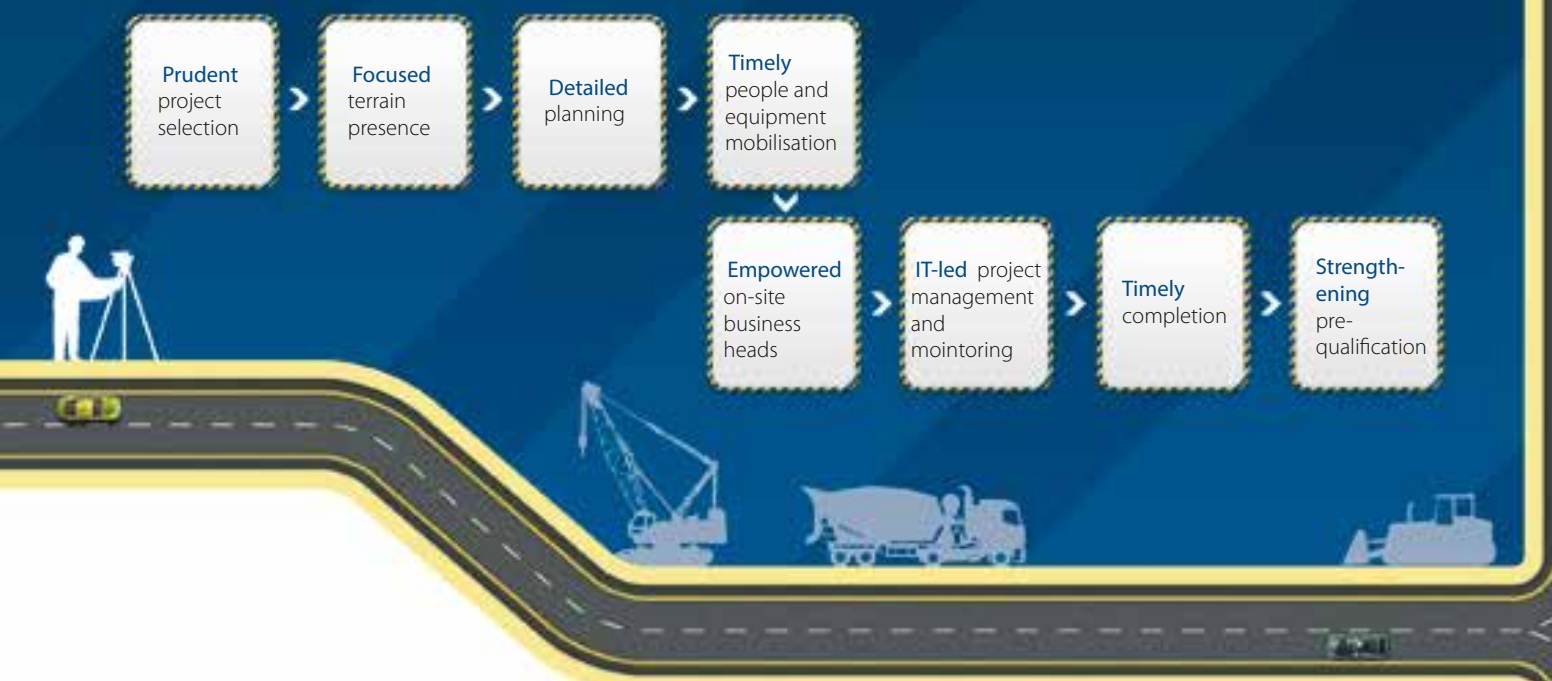 Prudent
project
selection
Focused
terrain
presence
Detailed
planning
Timely
people and
equipment
mobilisation
Empowered
on-site
business
heads
IT-led project
management
and
mointoring
Timely
completion
Strength-
ening
pre-
qualification